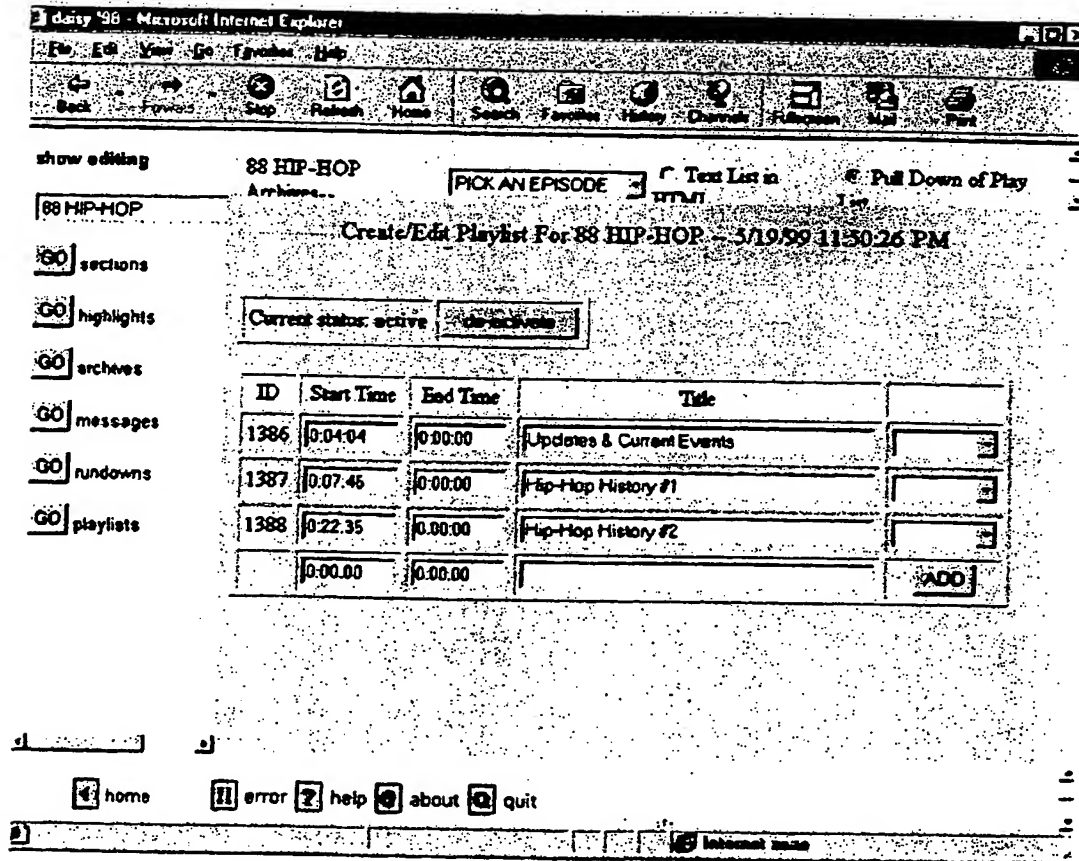 daisy '98 - Microsoft Internet Explorer
File Edit View Go Favorites Help
Back Forward Stop Refresh Home Search Favorites History Channels Fullscreen Mail Print
show editing
88 HIP-HOP
GO sections
GO highlights
GO archives
GO messages
GO rundowns
GO playlists
88 HIP-HOP
Archives..
PICK AN EPISODE
Text List in
HTML
Pull Down of Play
Create/Edit Playlist For 88 HIP-HOP -- 5/19/99 11:50:26 PM
Current status: active de-activate
ID Start Time End Time Title
1386 0:04:04 0:00:00 Updates & Current Events
1387 0:07:45 0:00:00 Hip-Hop History #1
1388 0:22:35 0:00:00 Hip-Hop History #2
0:00:00 0:00:00 ADD
home !! error ? help @ about Q quit
Internet zone